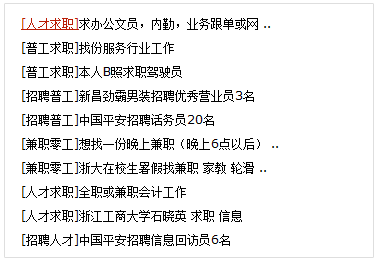 [人才求职]求办公文员，内勤，业务跟单或网 ..
[普工求职]找份服务行业工作
[普工求职]本人B照求职驾驶员
[招聘普工]新昌劲霸男装招聘优秀营业员3名
[招聘普工]中国平安招聘话务员20名
[兼职零工]想找一份晚上兼职（晚上6点以后） ..
[兼职零工]浙大在校生暑假找兼职 家教 轮滑 ..
[人才求职]全职或兼职会计工作
[人才求职]浙江工商大学石晓英 求职 信息
[招聘人才]中国平安招聘信息回访员6名